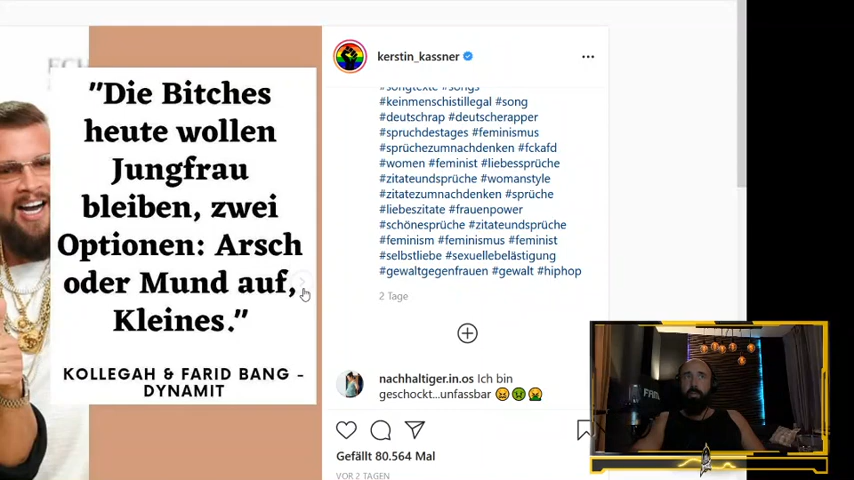 "Die Bitches
heute wollen
Jungfrau
bleiben, zwei
Optionen: Arsch
oder Mund auf,
Kleines."
KOLLEGAH & FARID BANG -
DYNAMIT
kerstin_kassner
#songtexte #songs
#keinmenschistillegal #song
#deutschrap #deutscherapper
#spruchdestages #feminismus
#sprüchezumnachdenken #fckafd
#women #feminist #liebessprüche
#zitateundsprüche #womanstyle
#zitatezumnachdenken #sprüche
#liebeszitate #frauenpower
#schönesprüche #zitateundsprüche
#feminism #feminismus #feminist
#selbstliebe #sexuellebelästigung
#gewaltgegenfrauen #gewalt #hiphop
2 Tage
nachhaltiger.in.os Ich bin
geschockt...unfassbar
Gefällt 80.564 Mal
VOR 2 TAGEN